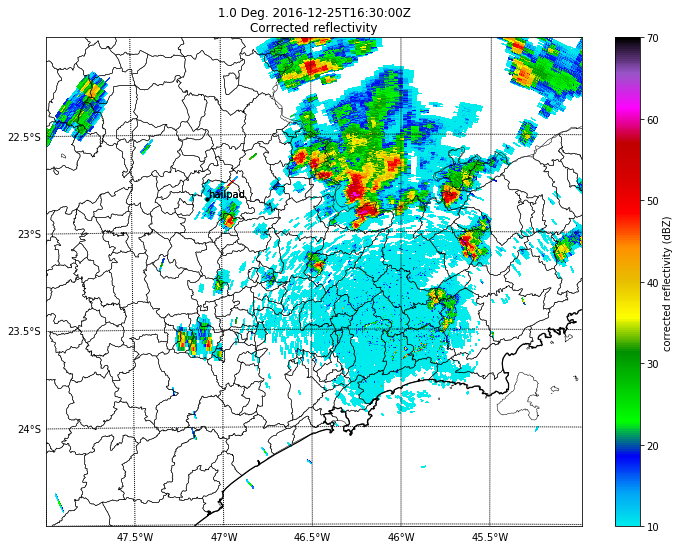 1.0 Deg. 2016-12-25T16:30:00Z
Corrected reflectivity
70
60
50
40
30
20
10
corrected reflectivity (dBZ)
22.5°S
23°S
23.5°S
24°S
hailpad
47.5°W
47°W
46.5°W
46°W
45.5°W